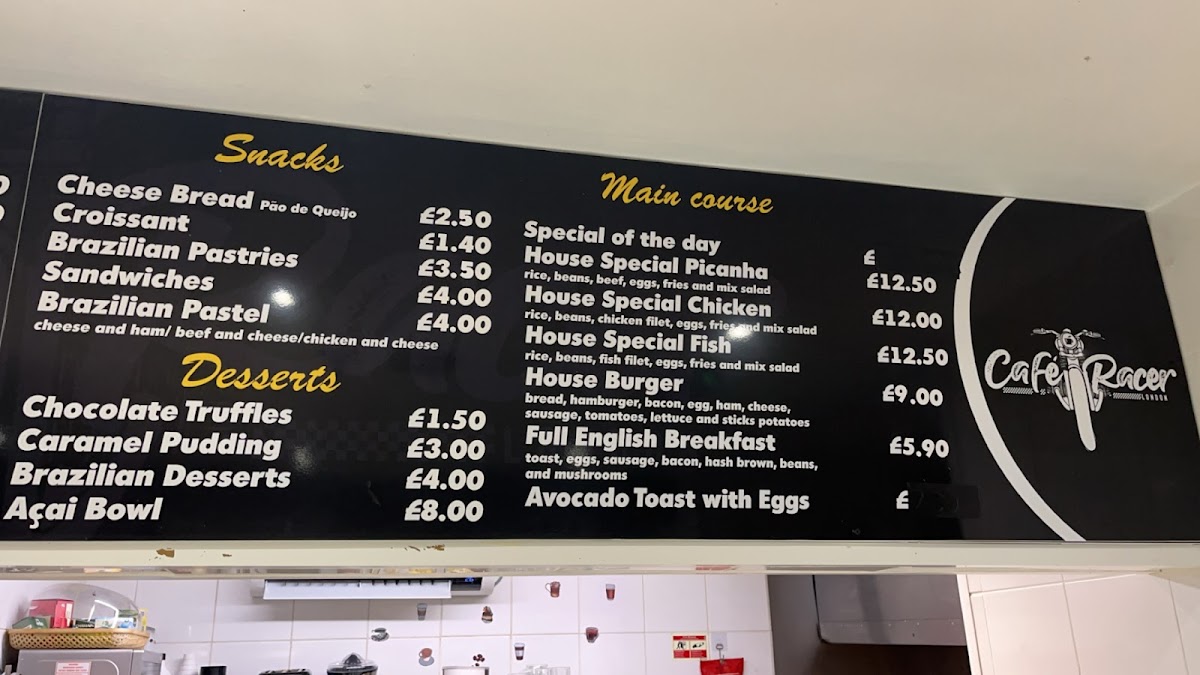 Snacks
Cheese Bread Pão de Queijo £2.50
Croissant £1.40
Brazilian Pastries £3.50
Sandwiches £4.00
Brazilian Pastel £4.00
cheese and ham/ beef and cheese/chicken and cheese
Desserts
Chocolate Truffles £1.50
Caramel Pudding £3.00
Brazilian Desserts £4.00
Açai Bowl £8.00
Main course
Special of the day £
House Special Picanha £12.50
rice, beans, beef, eggs, fries and mix salad
House Special Chicken £12.00
rice, beans, chicken filet, eggs, fries and mix salad
House Special Fish £12.50
rice, beans, fish filet, eggs, fries and mix salad
House Burger £9.00
bread, hamburger, bacon, egg, ham, cheese,
sausage, tomatoes, lettuce and sticks potatoes
Full English Breakfast £5.90
toast, eggs, sausage, bacon, hash brown, beans,
and mushrooms
Avocado Toast with Eggs £
Cafe Racer
LONDON